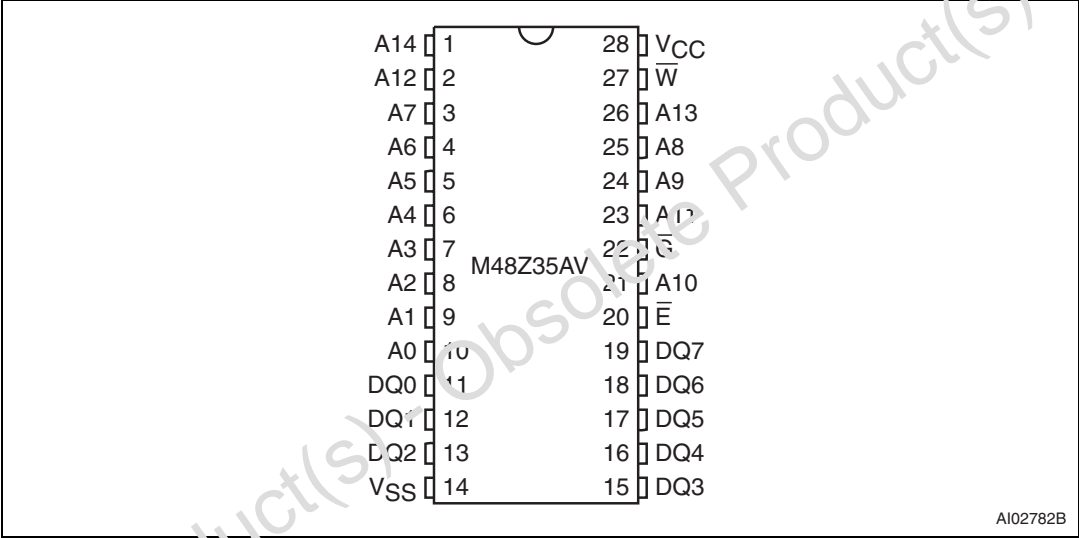 A14 1 28 VCC
A12 2 27 W̅
A7 3 26 A13
A6 4 25 A8
A5 5 24 A9
A4 6 23 A11
A3 7 22 G̅
M48Z35AV
A2 8 21 A10
A1 9 20 E̅
A0 10 19 DQ7
DQ0 11 18 DQ6
DQ1 12 17 DQ5
DQ2 13 16 DQ4
VSS 14 15 DQ3
AI02782B
duct(s) - Obsolete Product(s)